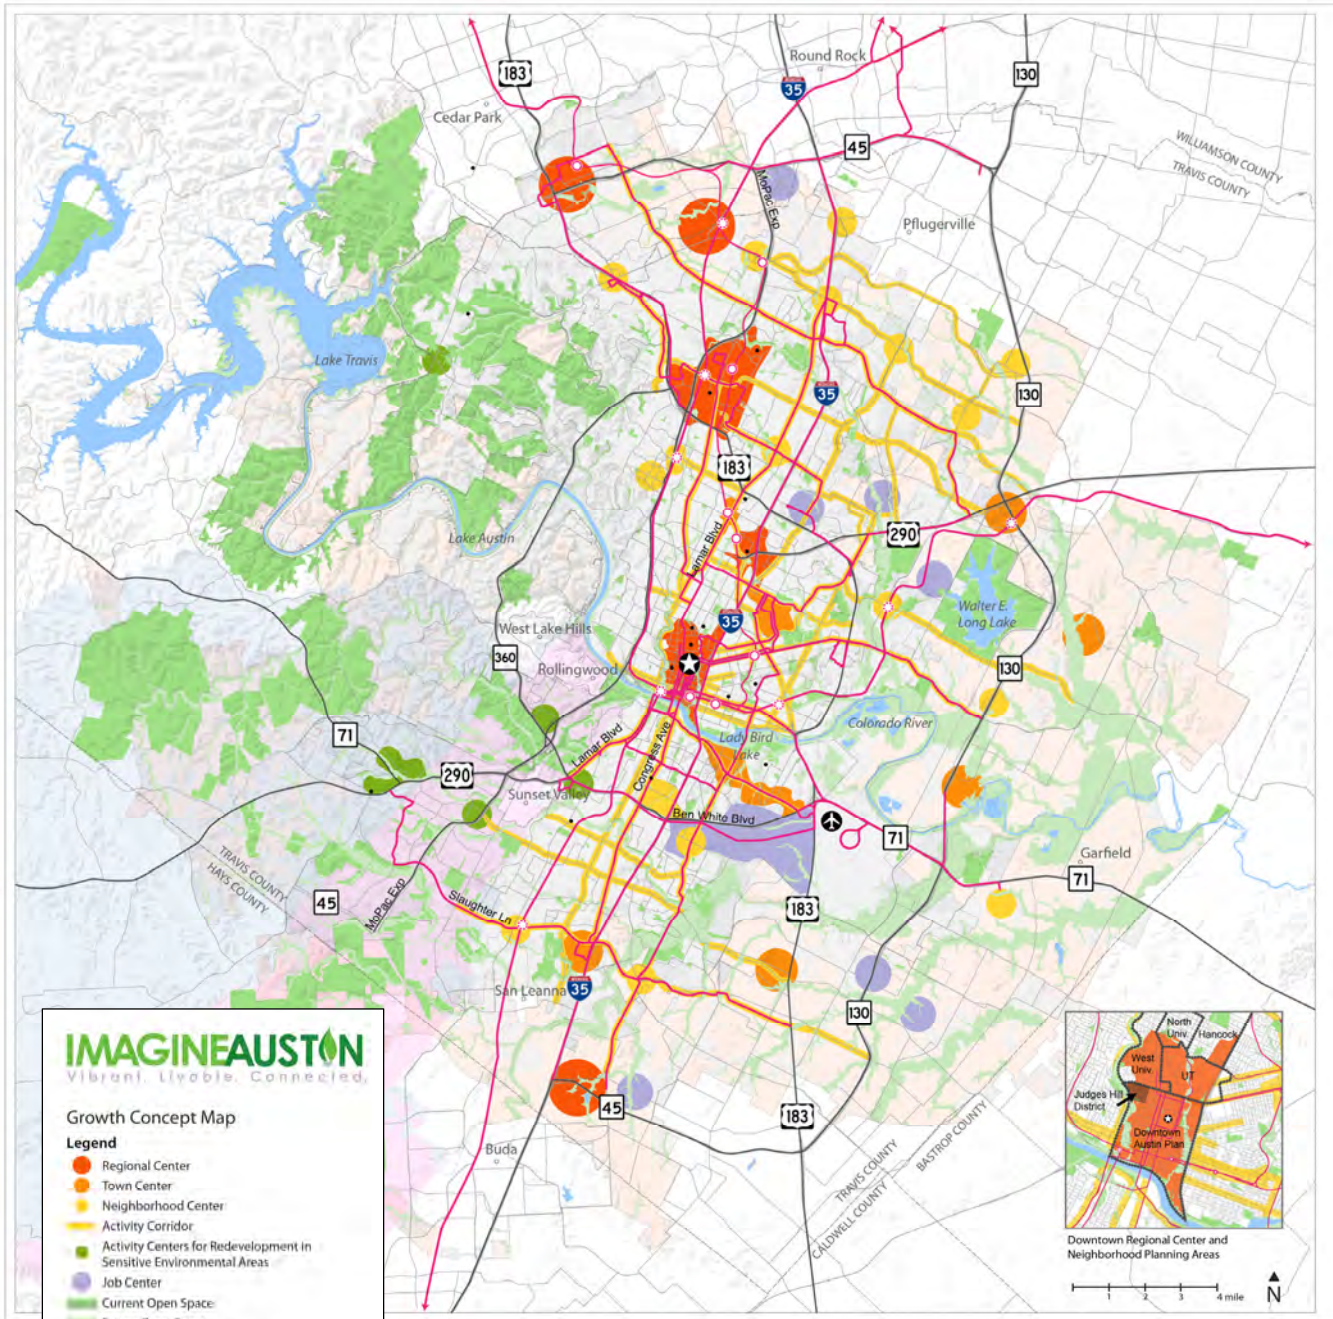 Round Rock
183
35
130
Cedar Park
45
WILLIAMSON COUNTY
TRAVIS COUNTY
MoPac Exp
Pflugerville
Lake Travis
35
130
183
290
Lake Austin
Lamar Blvd
Walter E.
Long Lake
35
West Lake Hills
360
Rollingwood
130
71
Colorado River
Lady Bird
Lake
Lamar Blvd
Congress Ave
290
Sunset Valley
Ben White Blvd
71
Garfield
71
TRAVIS COUNTY
HAYS COUNTY
45
MoPac Exp
Slaughter Ln
183
San Leanna
35
130
45
183
Buda
TRAVIS COUNTY
CALDWELL COUNTY
BASTROP COUNTY
IMAGINEAUSTIN
Vibrant. Livable. Connected.
Growth Concept Map
Legend
Regional Center
Town Center
Neighborhood Center
Activity Corridor
Activity Centers for Redevelopment in
Sensitive Environmental Areas
Job Center
Current Open Space
North
Univ.
Hancock
West
Univ.
UT
Judges Hill
District
Downtown
Austin Plan
Downtown Regional Center and
Neighborhood Planning Areas
1 2 3 4 mile
N